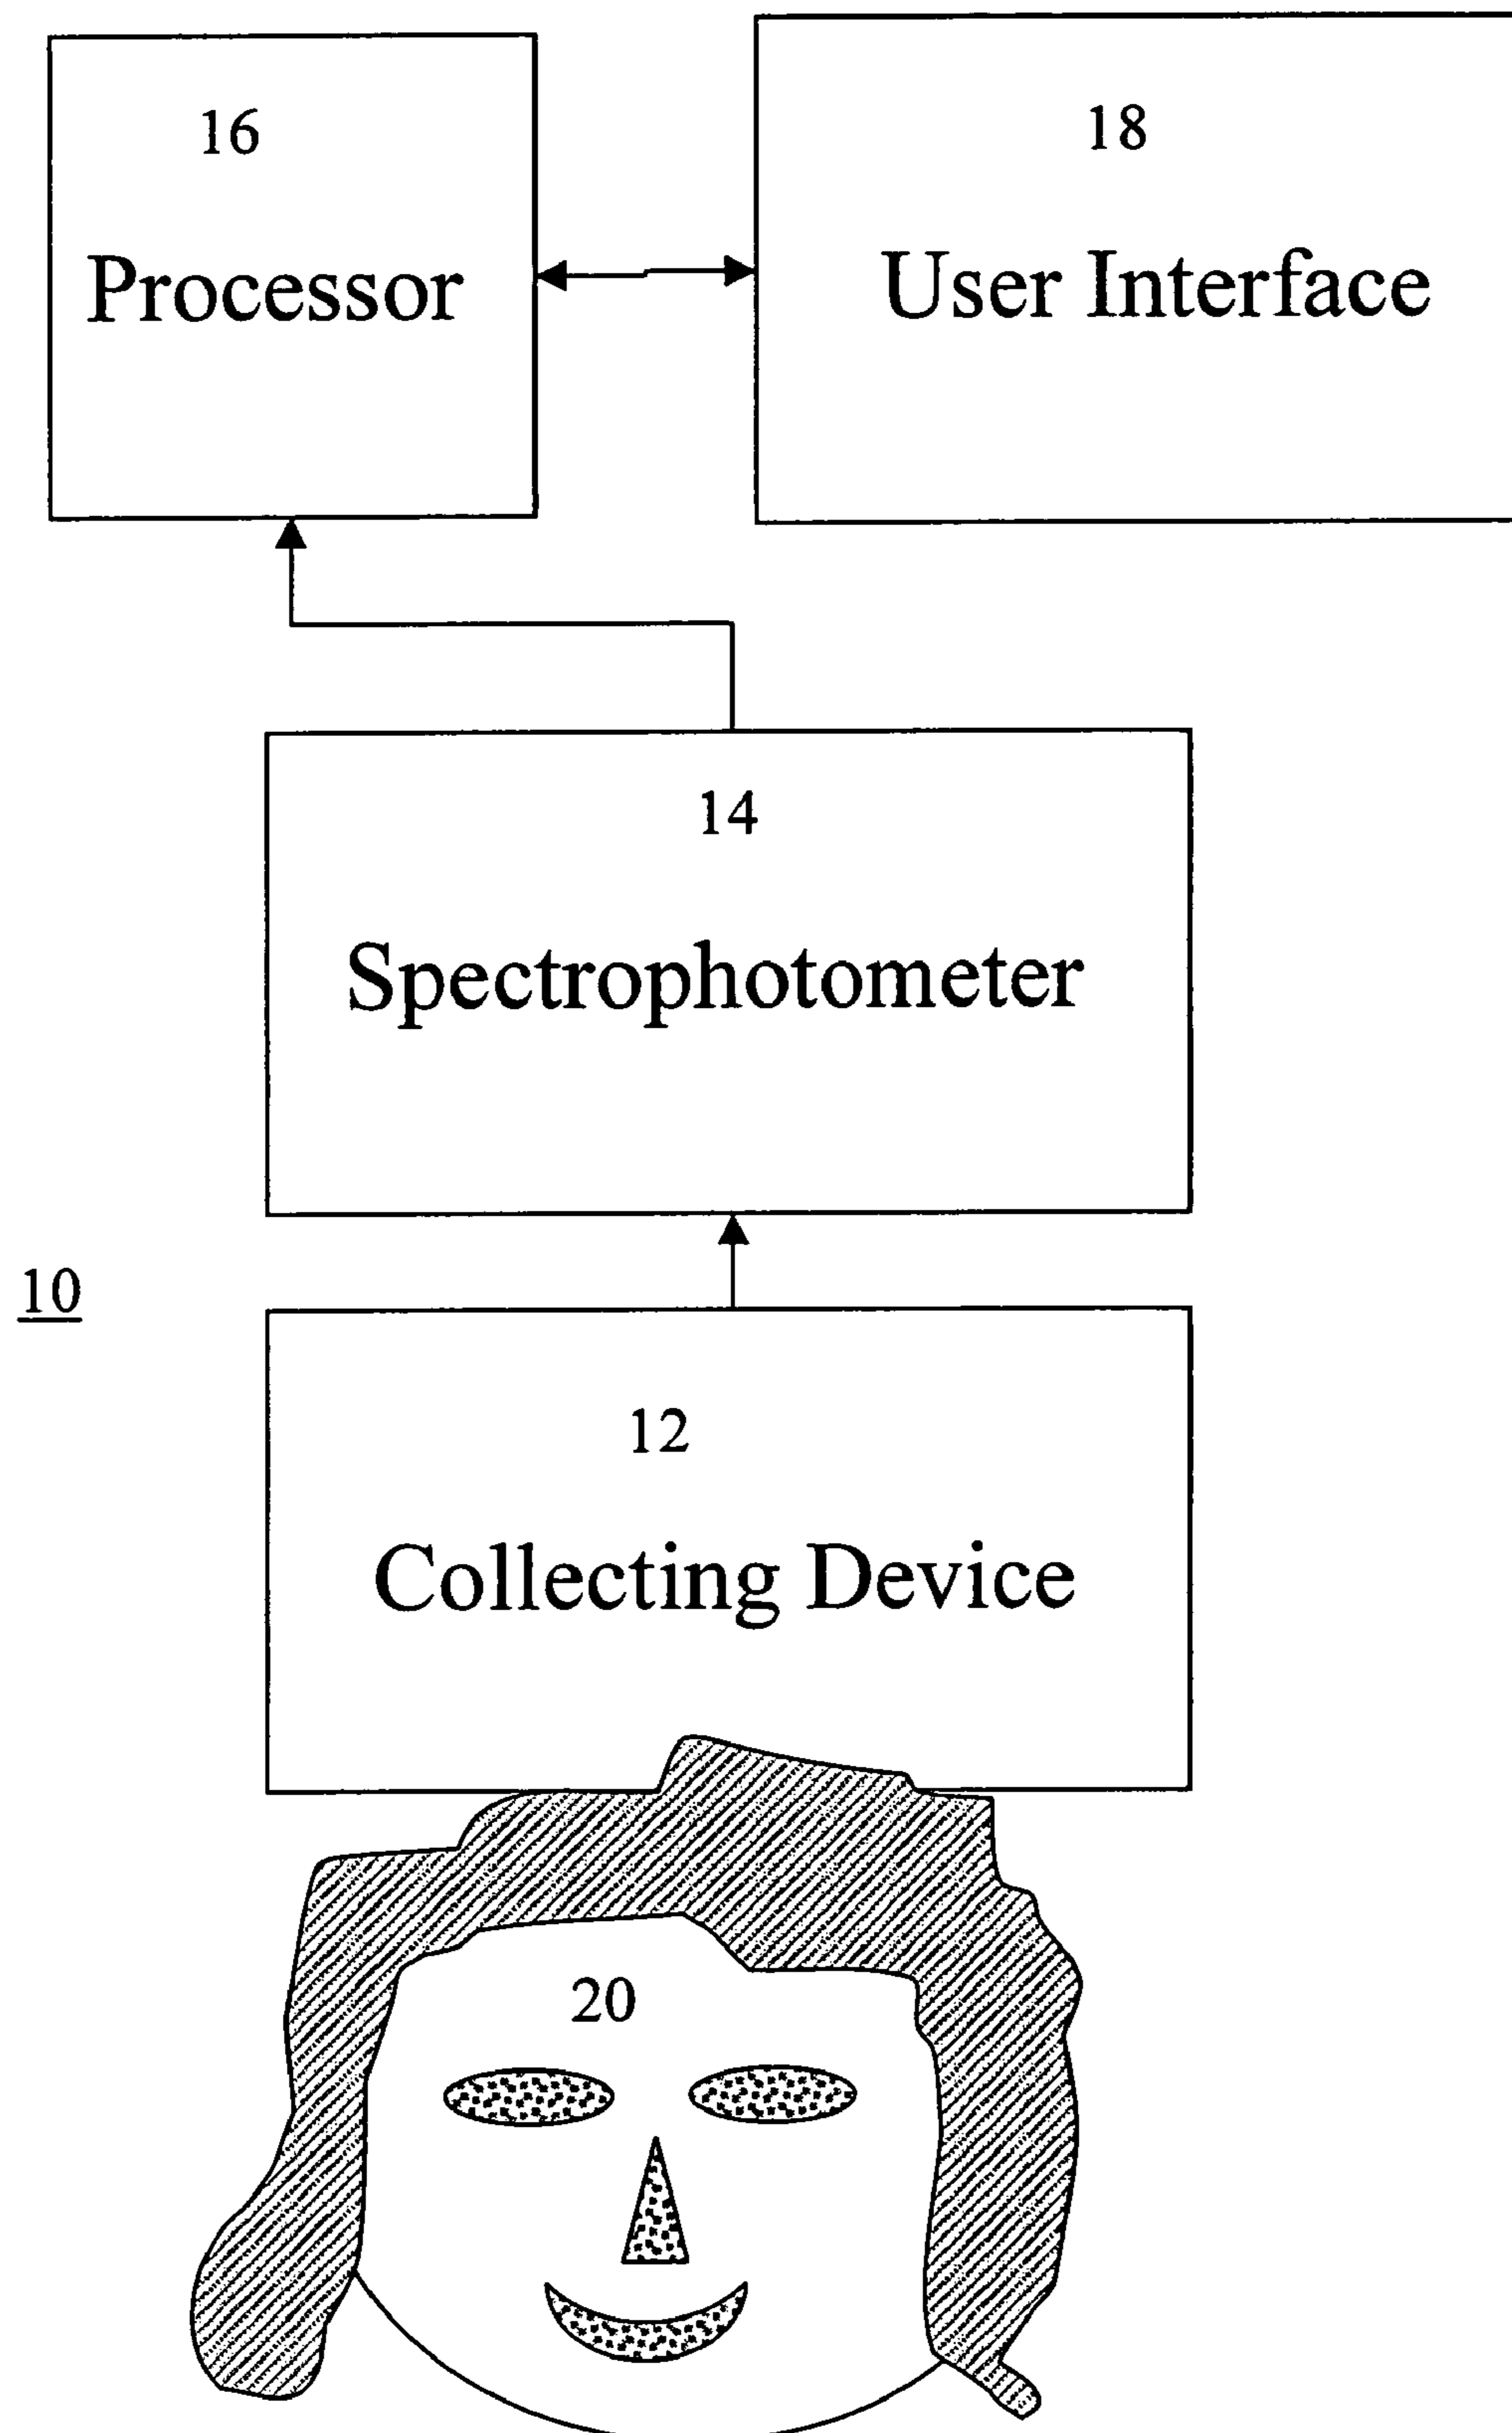 16
Processor
18
User Interface
14
Spectrophotometer
10
12
Collecting Device
20